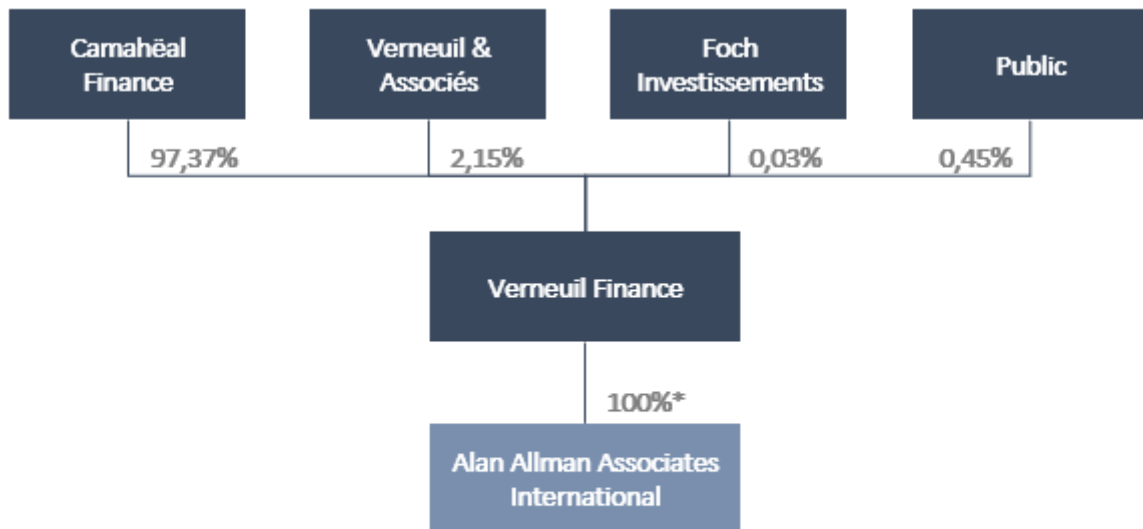 Camahëal
Finance
Verneuil &
Associés
Foch
Investissements
Public
97,37%
2,15%
0,03%
0,45%
Verneuil Finance
100%*
Alan Allman Associates
International